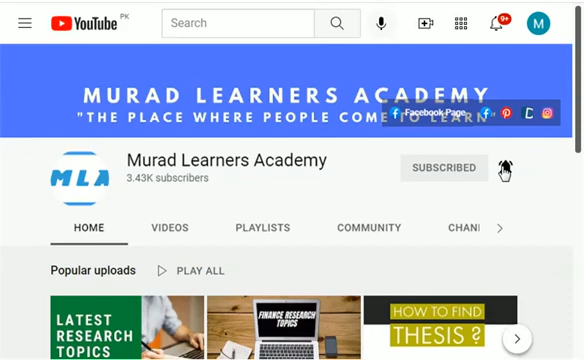 YouTube PK
Search
9+
M
MURAD LEARNERS ACADEMY
"THE PLACE WHERE PEOPLE COME TO LEARN"
Facebook Page
MLA
Murad Learners Academy
3.43K subscribers
SUBSCRIBED
HOME VIDEOS PLAYLISTS COMMUNITY CHAN
Popular uploads PLAY ALL
LATEST
RESEARCH
TOPICS
FINANCE RESEARCH
TOPICS
HOW TO FIND
THESIS ?